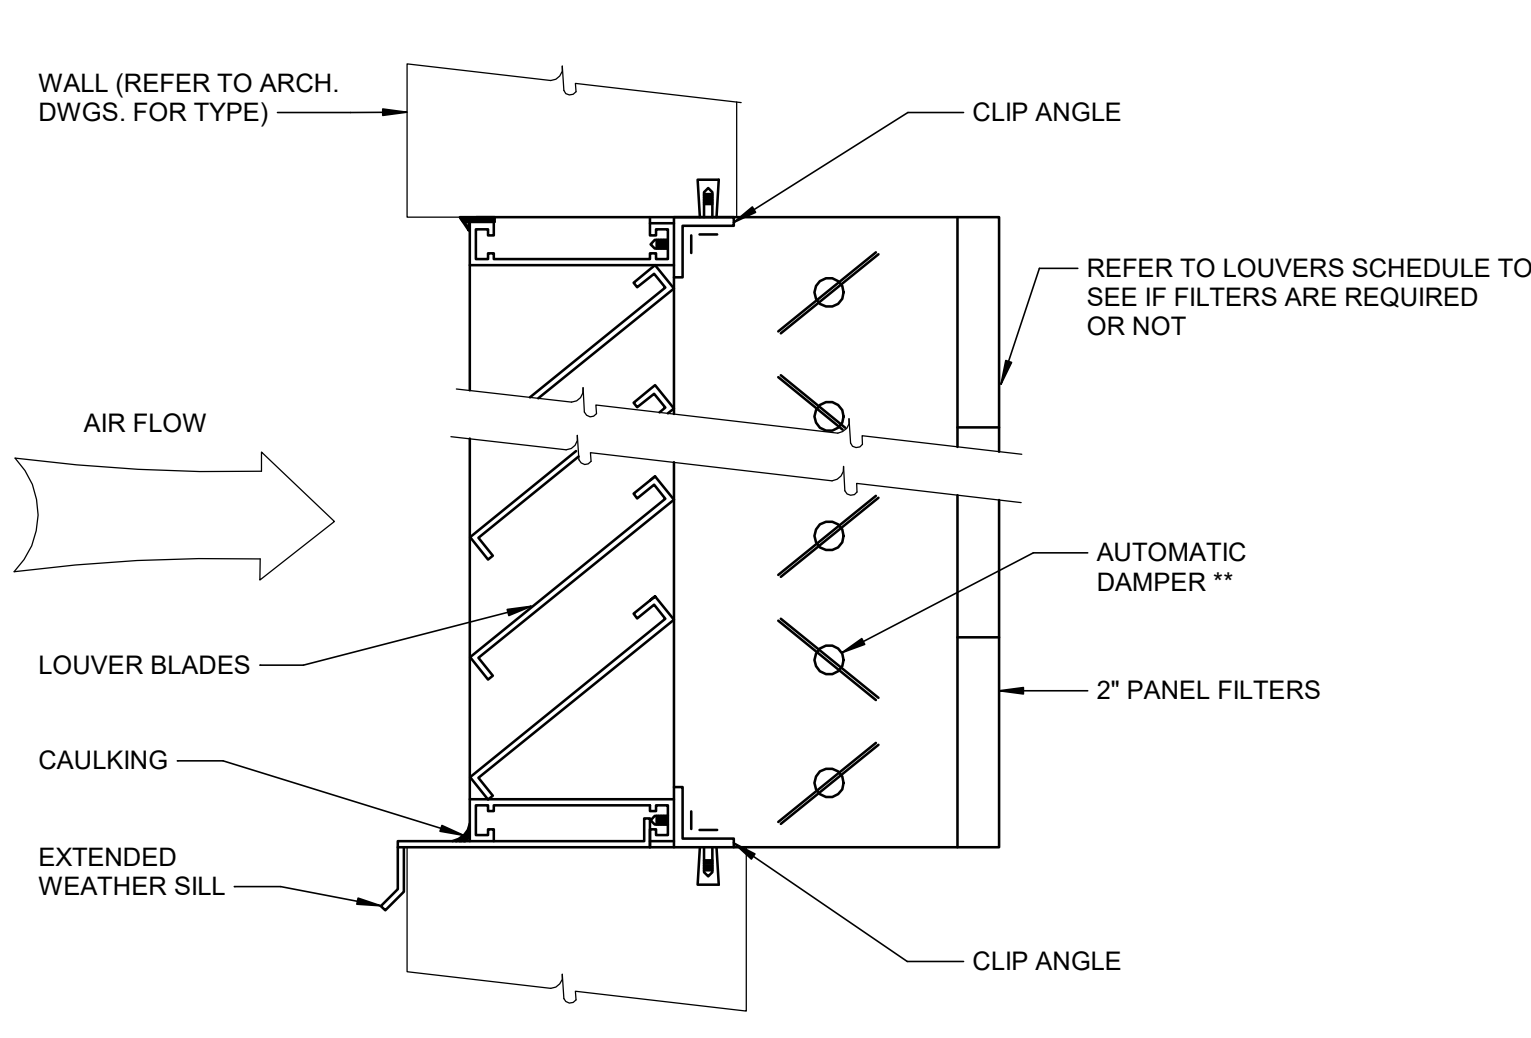 WALL (REFER TO ARCH.
DWGS. FOR TYPE)
CLIP ANGLE
REFER TO LOUVERS SCHEDULE TO
SEE IF FILTERS ARE REQUIRED
OR NOT
AIR FLOW
AUTOMATIC
DAMPER **
LOUVER BLADES
2" PANEL FILTERS
CAULKING
EXTENDED
WEATHER SILL
CLIP ANGLE